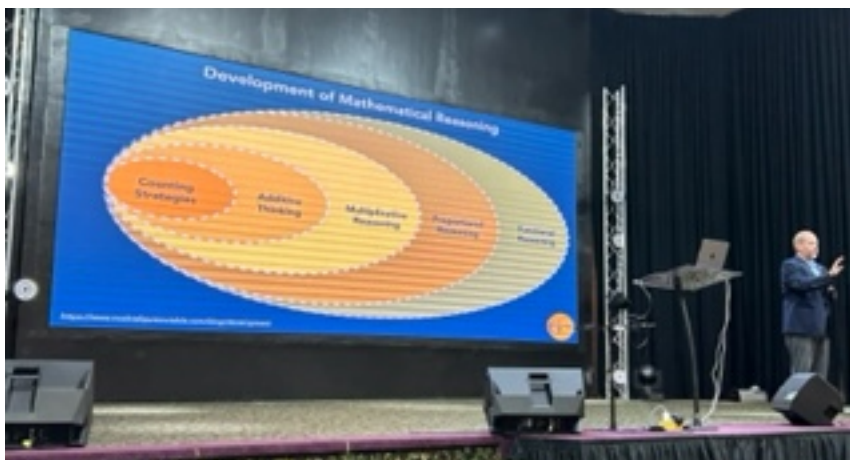 Development of Mathematical Reasoning
Counting
Strategies
Additive
Thinking
Multiplicative
Reasoning
Proportional
Reasoning
Functional
Reasoning